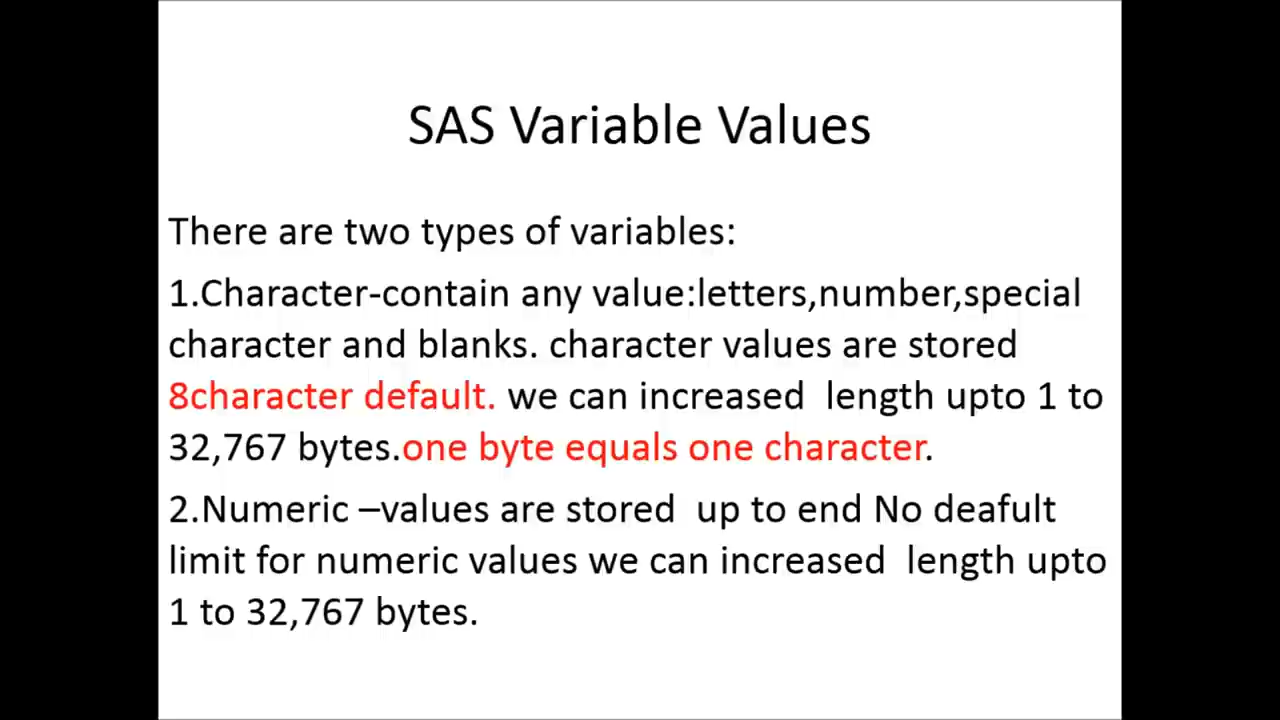 SAS Variable Values
There are two types of variables:
1.Character-contain any value:letters,number,special
character and blanks. character values are stored
8character default. we can increased  length upto 1 to
32,767 bytes.one byte equals one character.
2.Numeric –values are stored  up to end No deafult
limit for numeric values we can increased  length upto
1 to 32,767 bytes.